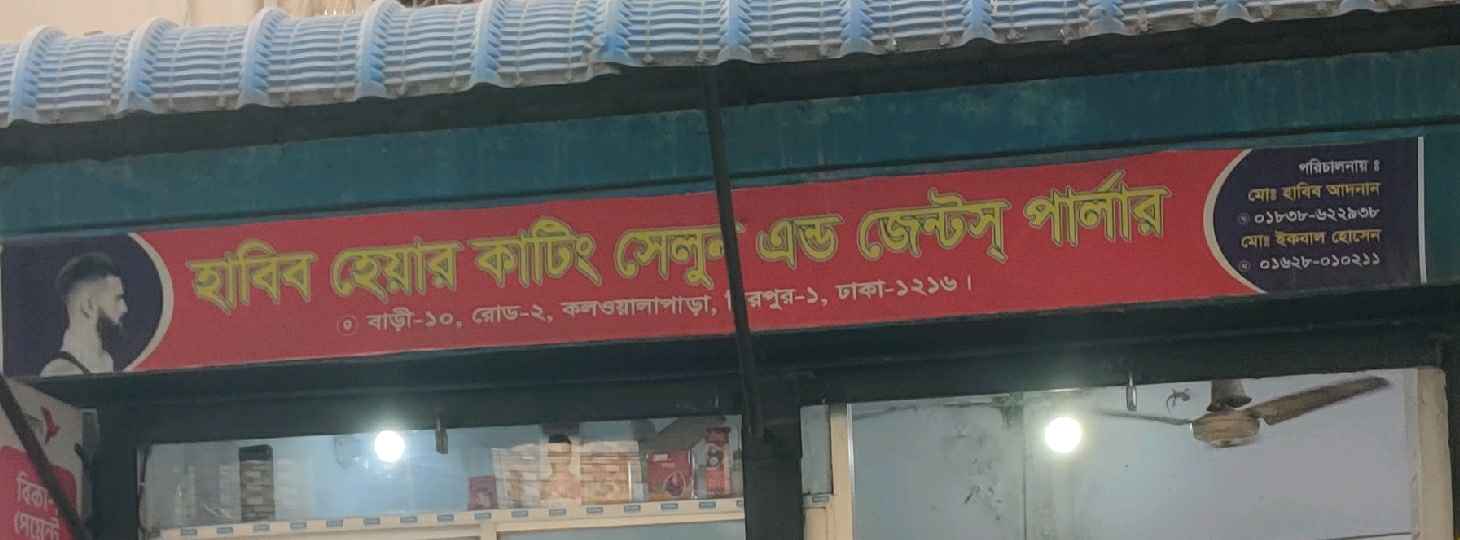 হাবিব হেয়ার কাটিং সেলুন এন্ড জেন্টস্ পার্লার
বাড়ী-১০, রোড-২, কলওয়ালাপাড়া, মিরপুর-১, ঢাকা-১২১৬।
পরিচালনায় ঃ
মোঃ হাবিব আদনান
০১৮৩৮-৬২২৯৩৮
মোঃ ইকবাল হোসেন
০১৬২৮-০১০২১১
বিকা
পেমেন্ট